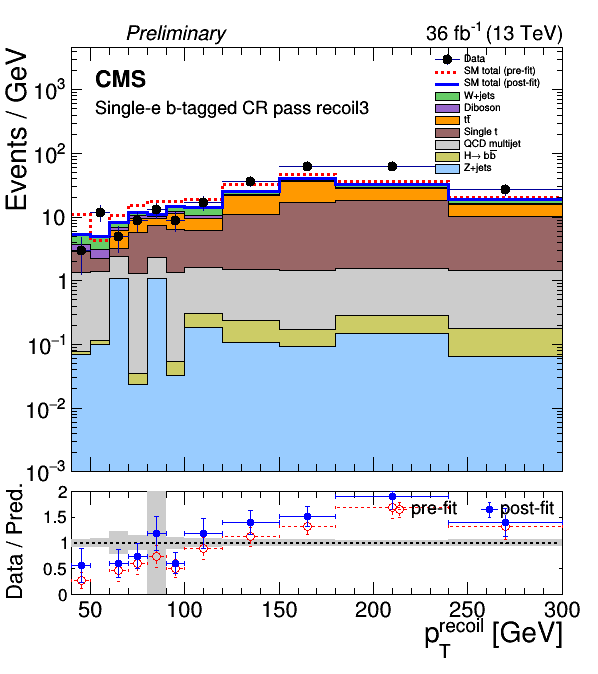 Preliminary 36 fb⁻¹ (13 TeV)
Events / GeV
CMS
Single-e b-tagged CR pass recoil3
Data
SM total (pre-fit)
SM total (post-fit)
W+jets
Diboson
tt̅
Single t
QCD multijet
H→ bb̅
Z+jets
10³
10²
10
1
10⁻¹
10⁻²
10⁻³
Data / Pred.
2
1.5
1
0.5
0
pre-fit post-fit
50 100 150 200 250 300
p_T^recoil [GeV]